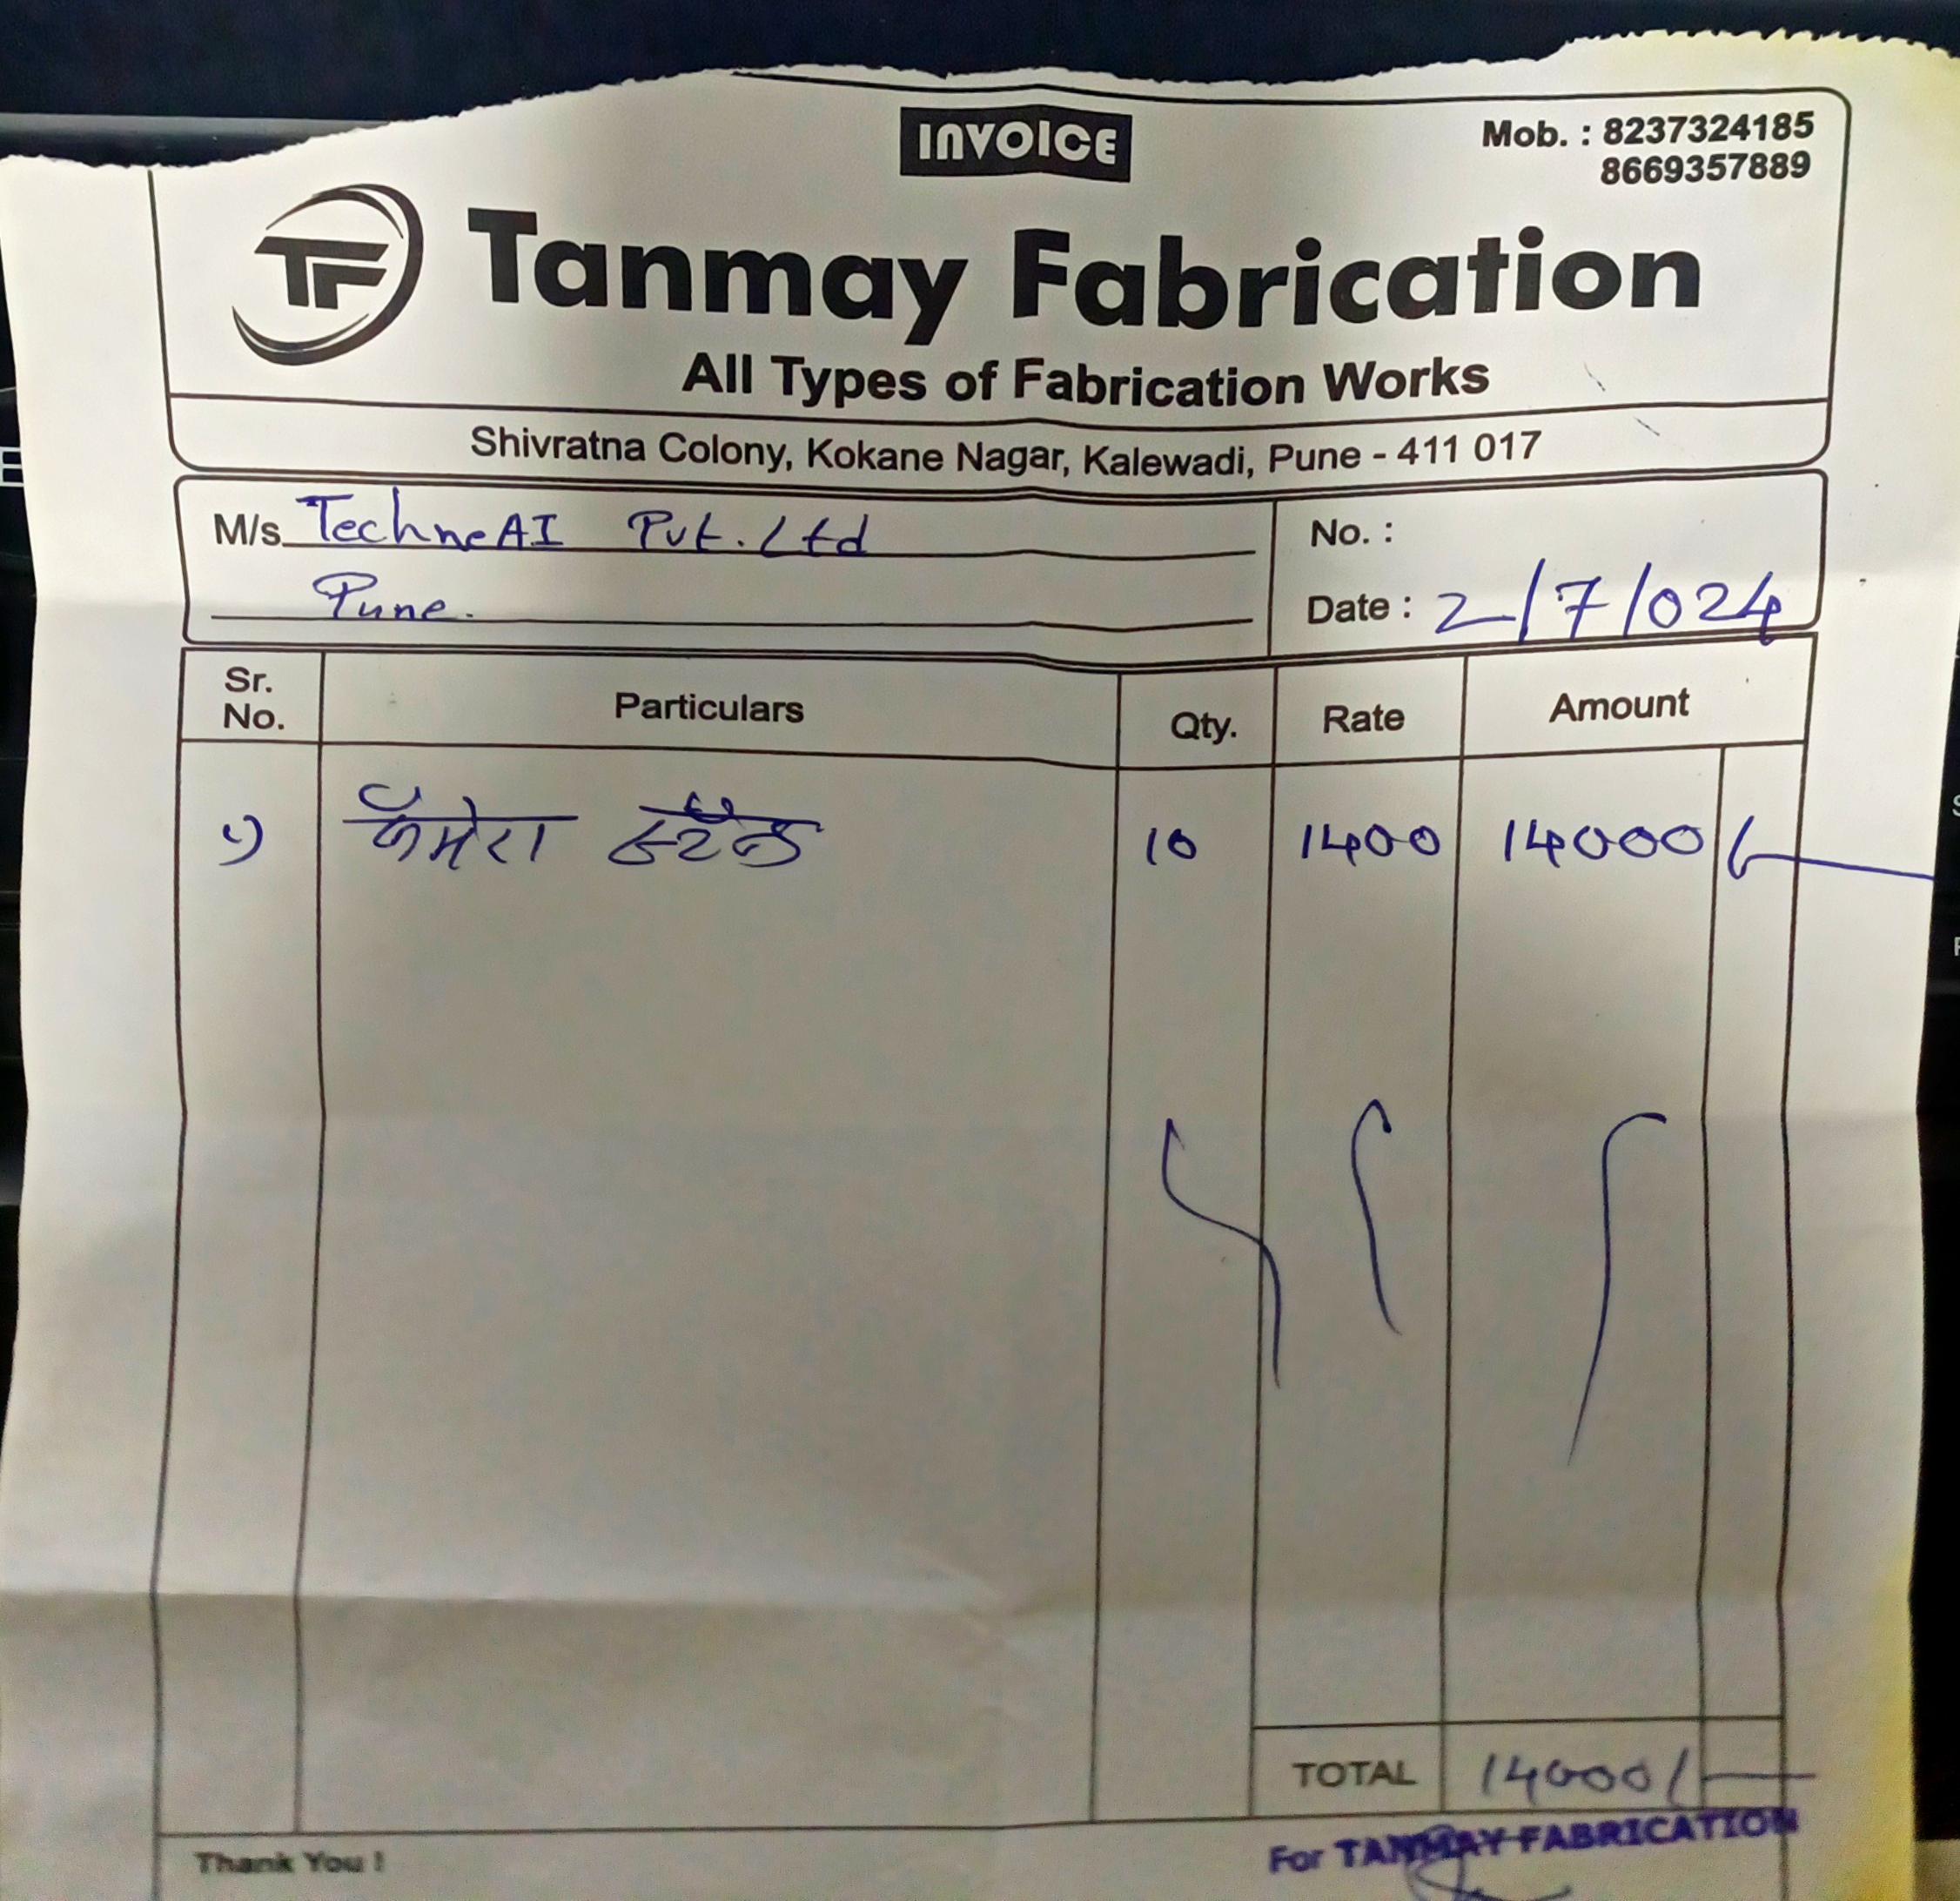 INVOICE
Mob. : 8237324185
8669357889
TF
Tanmay Fabrication
All Types of Fabrication Works
Shivratna Colony, Kokane Nagar, Kalewadi, Pune - 411 017
M/s. TechneAI Pvt. Ltd
Pune.
No. :
Date : 2/7/024
Sr. No. Particulars Qty. Rate Amount
१) कॅमेरा स्टॅन्ड 10 1400 14000/-
TOTAL 14000/-
Thank You !
For TANMAY FABRICATION